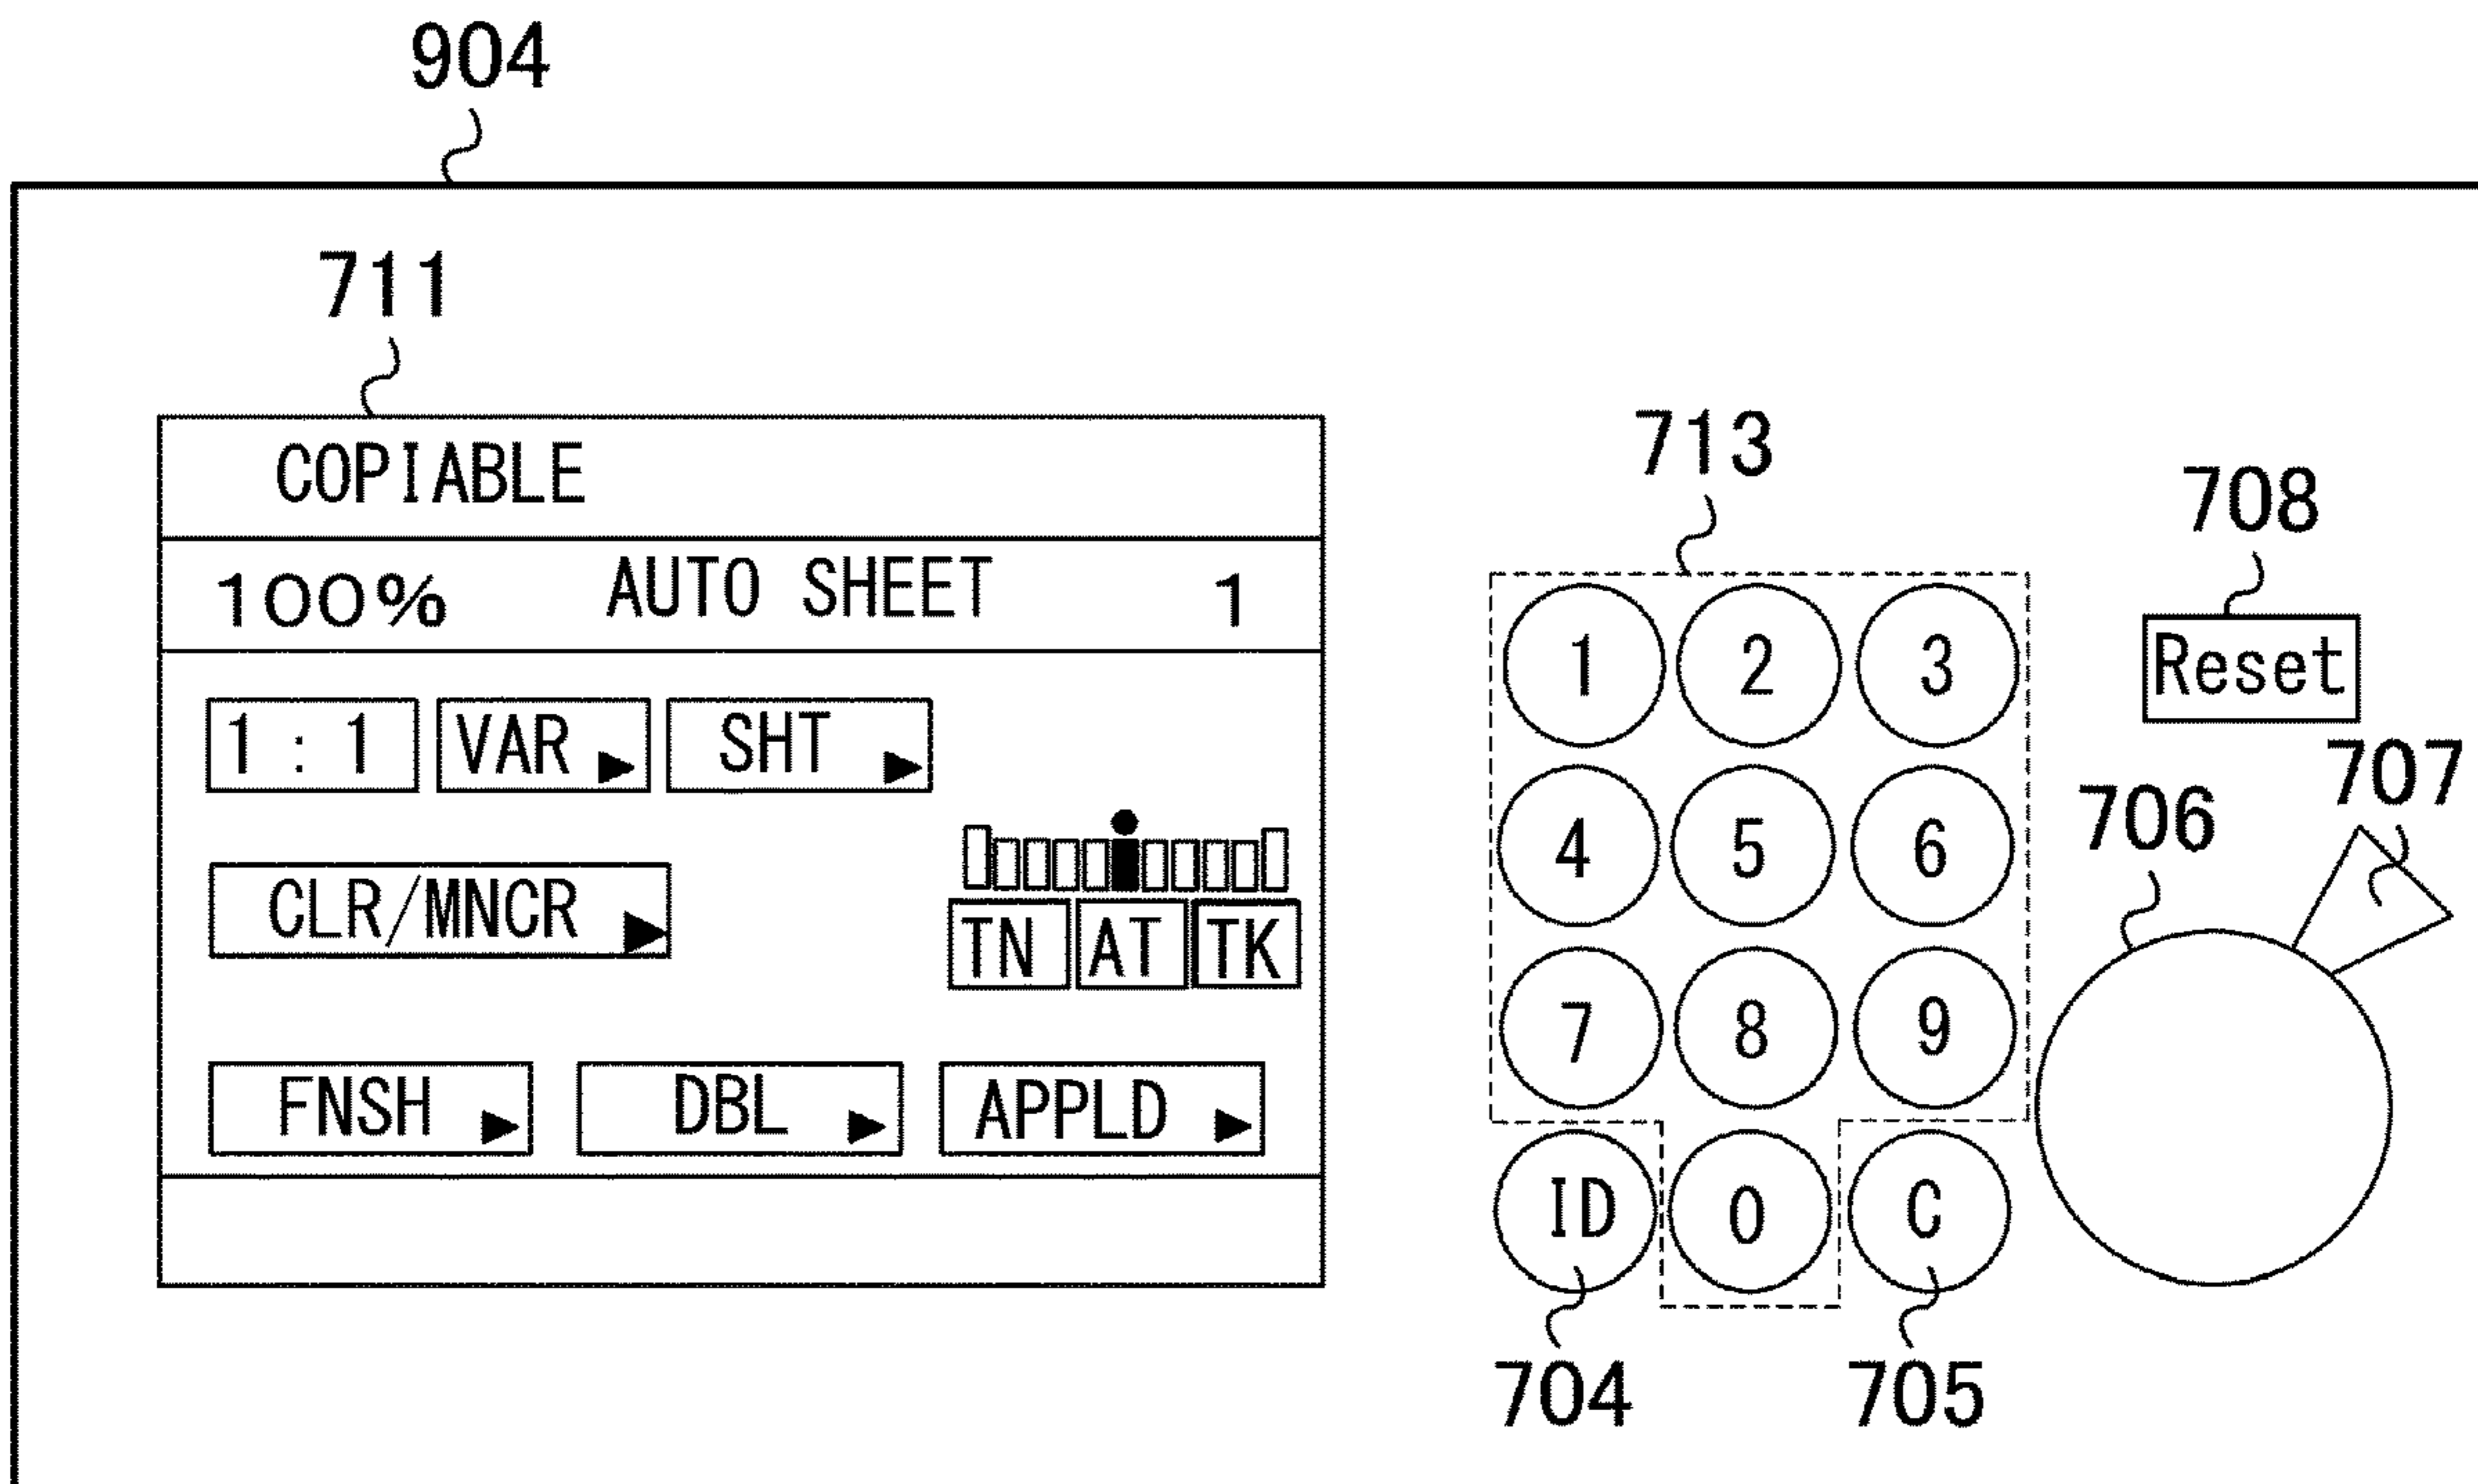 904
711
COPIABLE
100% AUTO SHEET 1
1 : 1 VAR SHT
CLR/MNCR
TN AT TK
FNSH DBL APPLD
713
1 2 3
4 5 6
7 8 9
ID 0 C
704 705
708
Reset
706 707